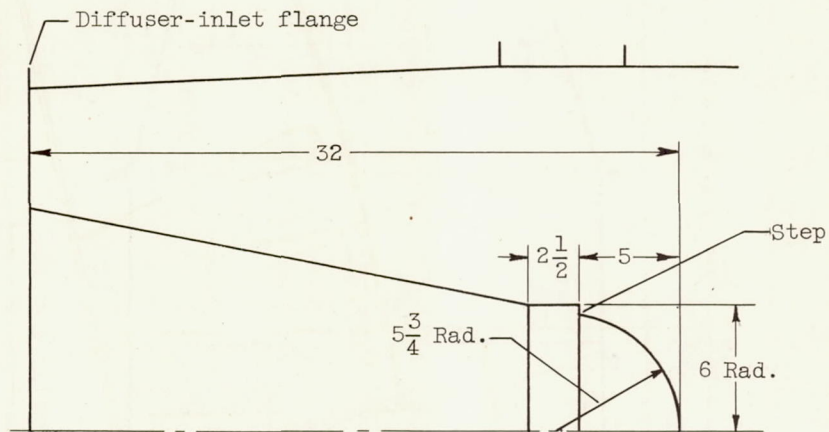 Diffuser-inlet flange
32
Step
2 1/2
5
5 3/4 Rad.
6 Rad.